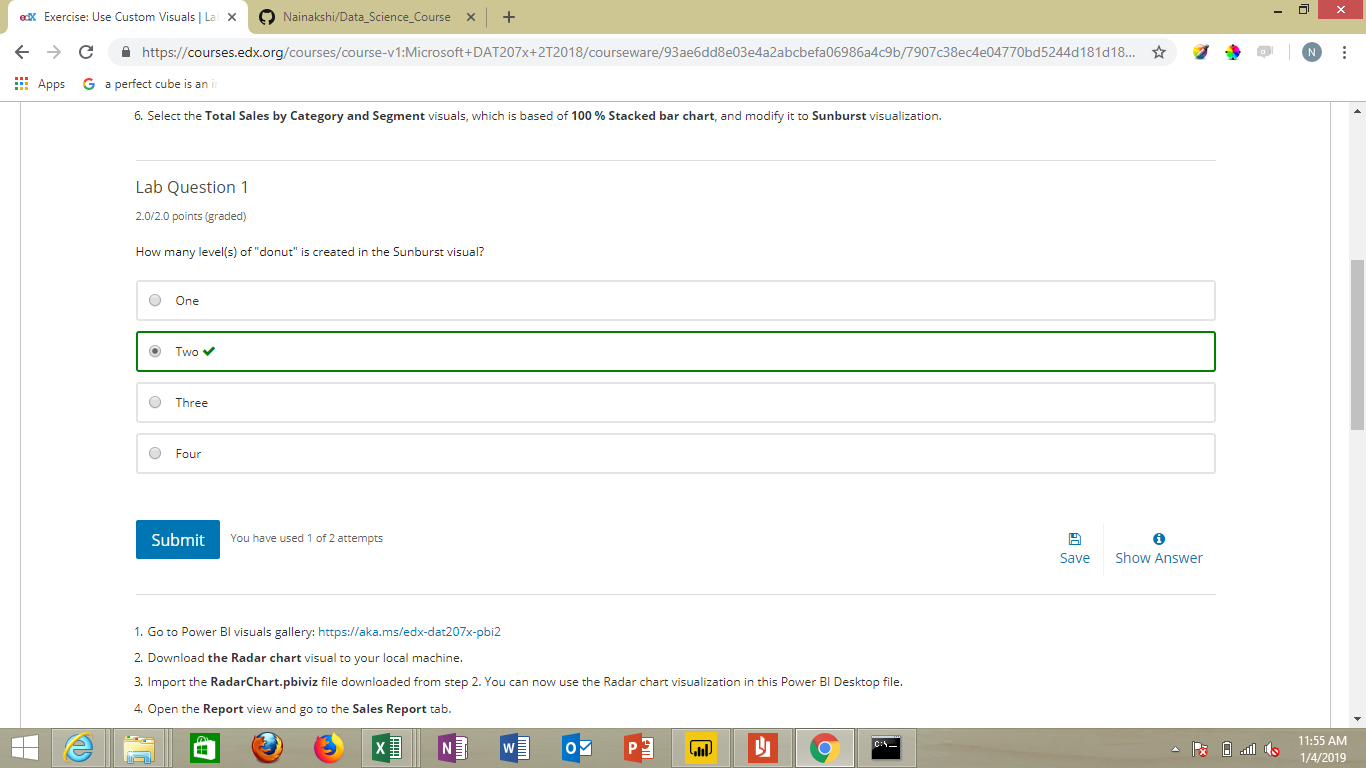 edX Exercise: Use Custom Visuals | La
Nainakshi/Data_Science_Course
https://courses.edx.org/courses/course-v1:Microsoft+DAT207x+2T2018/courseware/93ae6dd8e03e4a2abcbefa06986a4c9b/7907c38ec4e04770bd5244d181d18...
N
Apps
G a perfect cube is an i
6. Select the Total Sales by Category and Segment visuals, which is based of 100 % Stacked bar chart, and modify it to Sunburst visualization.
Lab Question 1
2.0/2.0 points (graded)
How many level(s) of "donut" is created in the Sunburst visual?
One
Two
Three
Four
Submit
You have used 1 of 2 attempts
Save
Show Answer
1. Go to Power BI visuals gallery: https://aka.ms/edx-dat207x-pbi2
2. Download the Radar chart visual to your local machine.
3. Import the RadarChart.pbiviz file downloaded from step 2. You can now use the Radar chart visualization in this Power BI Desktop file.
4. Open the Report view and go to the Sales Report tab.
11:55 AM
1/4/2019